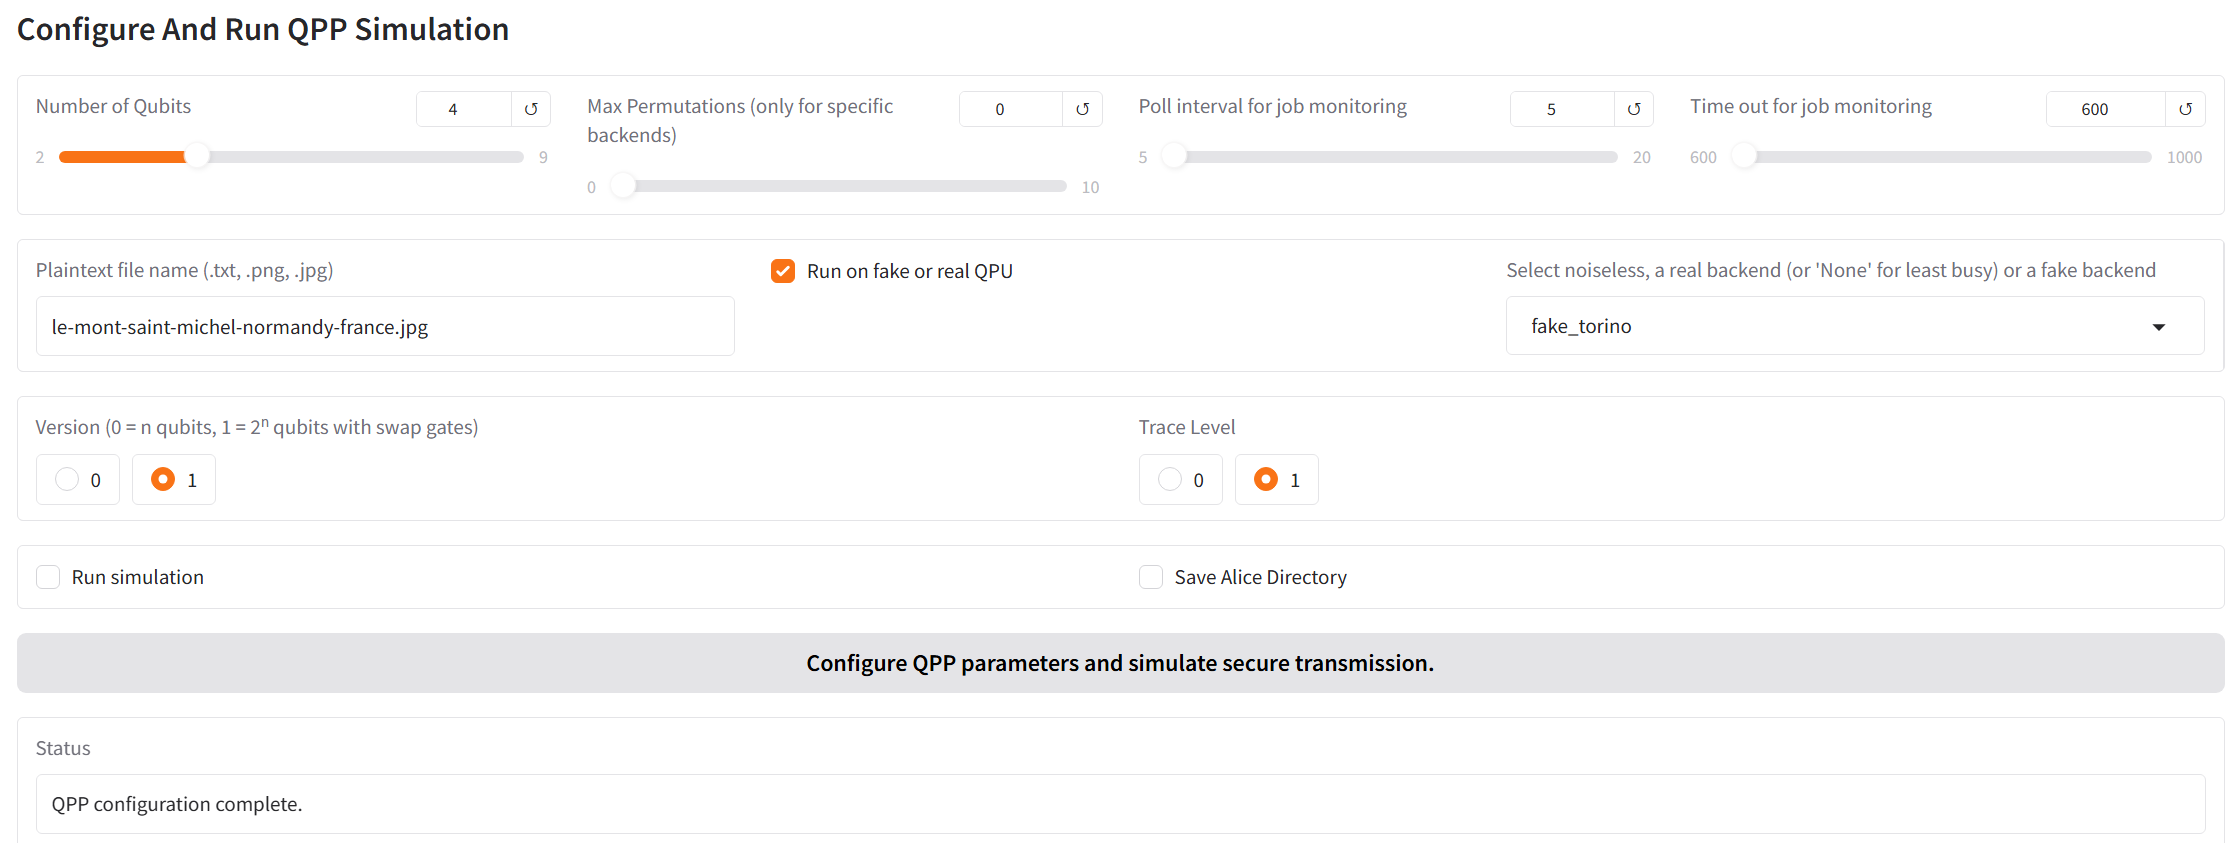 Configure And Run QPP Simulation
Number of Qubits
4
↺
2
9
Max Permutations (only for specific
backends)
0
↺
0
10
Poll interval for job monitoring
5
↺
5
20
Time out for job monitoring
600
↺
600
1000
Plaintext file name (.txt, .png, .jpg)
le-mont-saint-michel-normandy-france.jpg
Run on fake or real QPU
Select noiseless, a real backend (or 'None' for least busy) or a fake backend
fake_torino
Version (0 = n qubits, 1 = 2ⁿ qubits with swap gates)
0
1
Trace Level
0
1
Run simulation
Save Alice Directory
Configure QPP parameters and simulate secure transmission.
Status
QPP configuration complete.